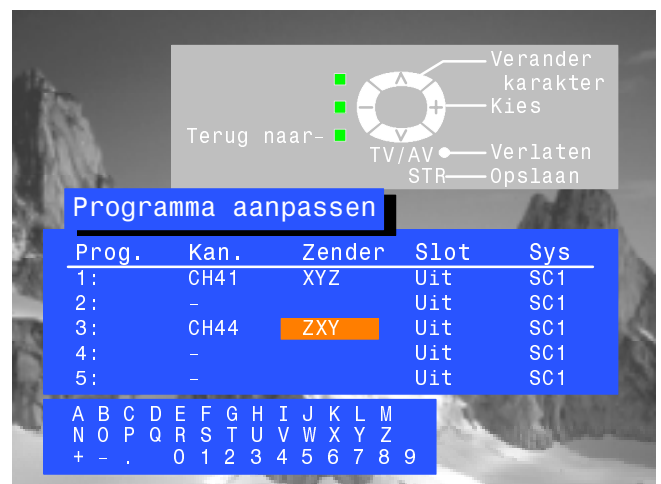 Verander
karakter
Kies
Terug naar
TV/AV Verlaten
STR Opslaan
Programma aanpassen
Prog. Kan. Zender Slot Sys
1: CH41 XYZ Uit SC1
2: – Uit SC1
3: CH44 ZXY Uit SC1
4: – Uit SC1
5: – Uit SC1
A B C D E F G H I J K L M
N O P Q R S T U V W X Y Z
+ – . 0 1 2 3 4 5 6 7 8 9